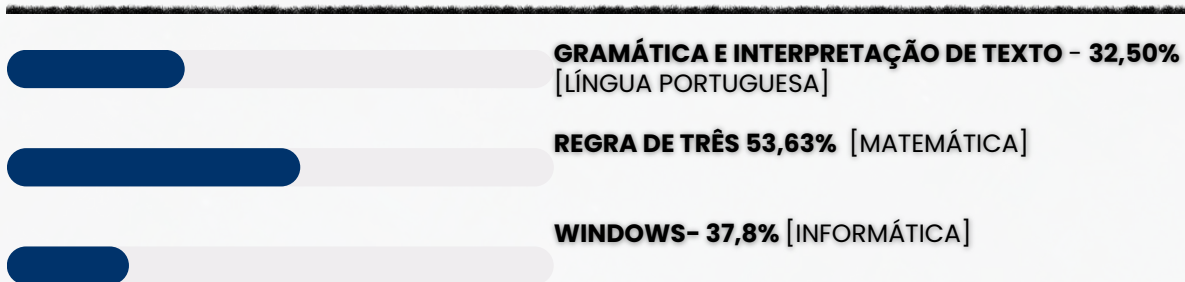 GRAMÁTICA E INTERPRETAÇÃO DE TEXTO - 32,50%
[LÍNGUA PORTUGUESA]
REGRA DE TRÊS 53,63% [MATEMÁTICA]
WINDOWS- 37,8% [INFORMÁTICA]